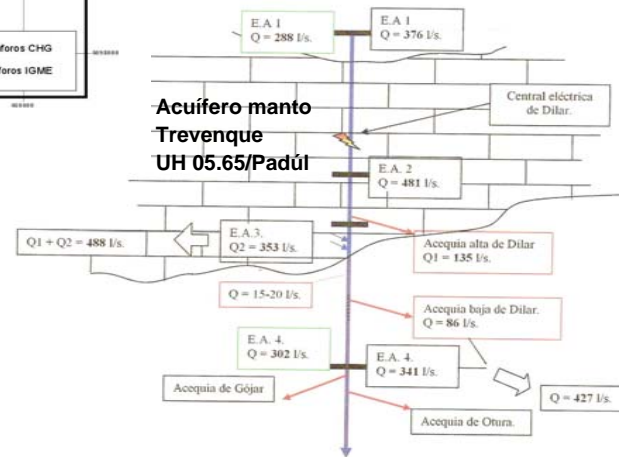 foros CHG
foros IGME
E.A 1
Q = 288 l/s.
E.A 1
Q = 376 l/s.
Acuífero manto
Trevenque
UH 05.65/Padúl
Central eléctrica
de Dilar.
E.A. 2
Q = 481 l/s.
Q1 + Q2 = 488 l/s.
E.A.3.
Q2 = 353 l/s.
Acequia alta de Dilar
Q1 = 135 l/s.
Q = 15-20 l/s.
Acequia baja de Dilar.
Q = 86 l/s.
E.A. 4.
Q = 302 l/s.
E.A. 4.
Q = 341 l/s.
Acequia de Gójar
Q = 427 l/s.
Acequia de Otura.